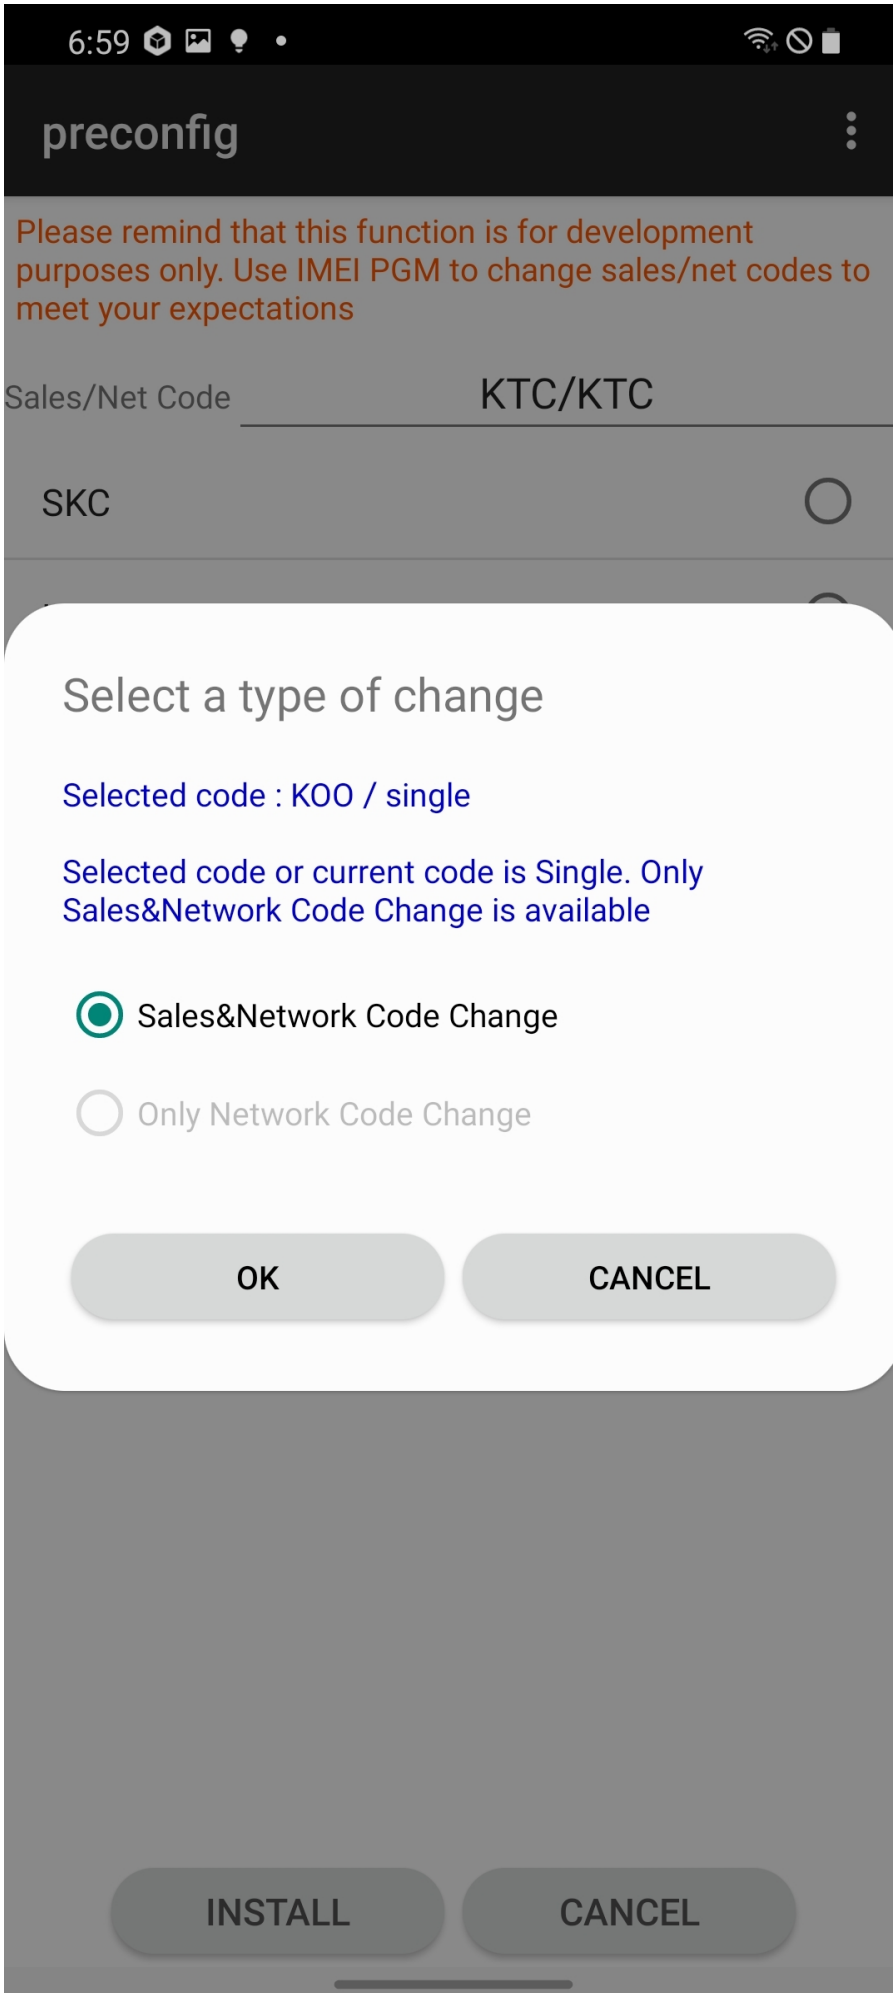 6:59
preconfig
Please remind that this function is for development
purposes only. Use IMEI PGM to change sales/net codes to
meet your expectations
Sales/Net Code KTC/KTC
SKC
Select a type of change
Selected code : KOO / single
Selected code or current code is Single. Only
Sales&Network Code Change is available
Sales&Network Code Change
Only Network Code Change
OK CANCEL
INSTALL CANCEL